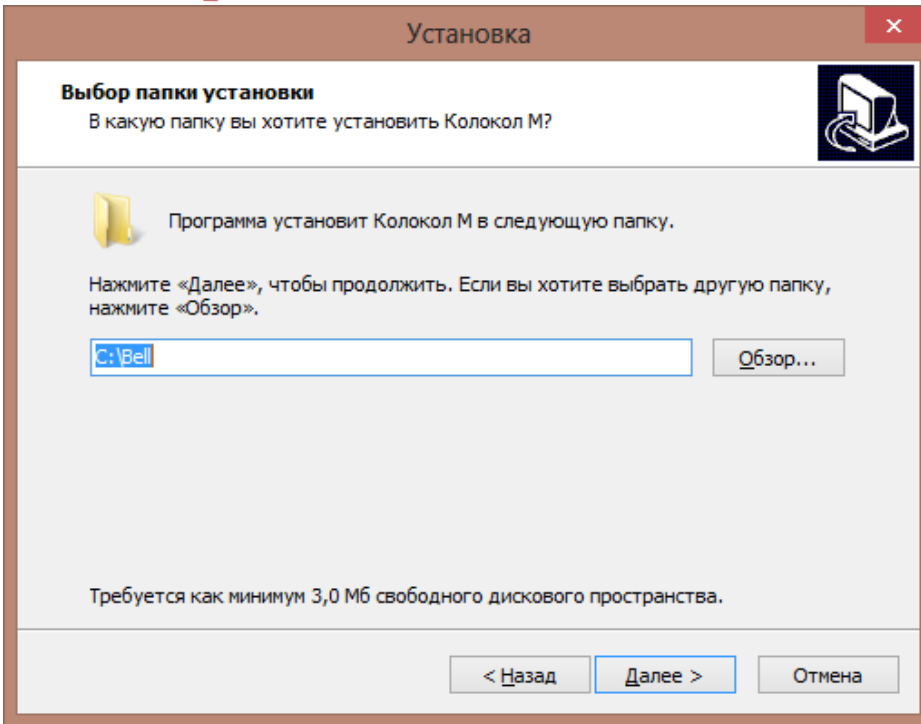 Установка
Выбор папки установки
В какую папку вы хотите установить Колокол М?
Программа установит Колокол М в следующую папку.
Нажмите «Далее», чтобы продолжить. Если вы хотите выбрать другую папку,
нажмите «Обзор».
C:\Bell
Обзор...
Требуется как минимум 3,0 Мб свободного дискового пространства.
< Назад
Далее >
Отмена